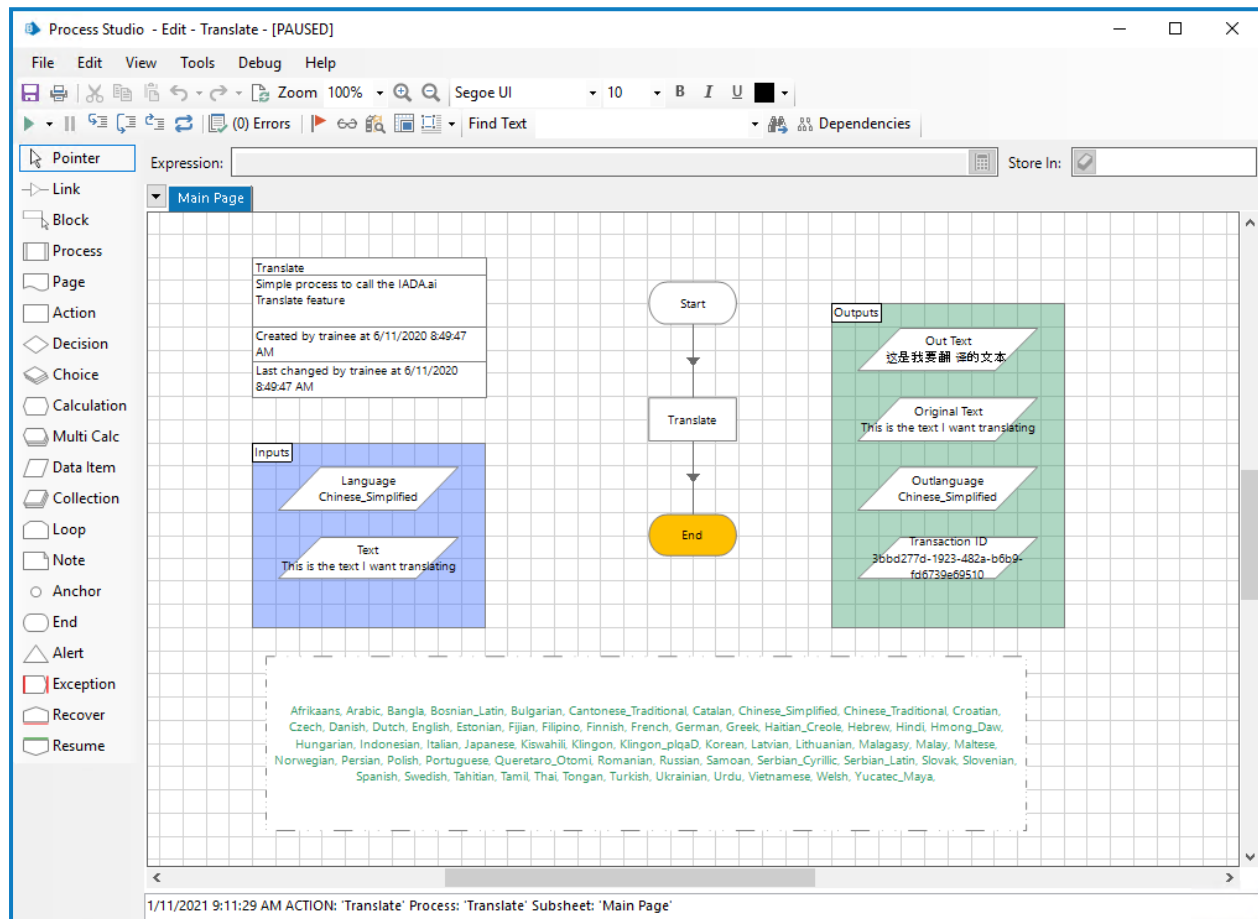 Process Studio - Edit - Translate - [PAUSED]
File Edit View Tools Debug Help
Zoom 100% Segoe UI 10 B I U
(0) Errors Find Text Dependencies
Pointer
Link
Block
Process
Page
Action
Decision
Choice
Calculation
Multi Calc
Data Item
Collection
Loop
Note
Anchor
End
Alert
Exception
Recover
Resume
Expression:
Store In:
Main Page
Translate
Simple process to call the IADA.ai
Translate feature
Created by trainee at 6/11/2020 8:49:47
AM
Last changed by trainee at 6/11/2020
8:49:47 AM
Inputs
Language
Chinese_Simplified
Text
This is the text I want translating
Start
Translate
End
Outputs
Out Text
这是我要翻 译的文本
Original Text
This is the text I want translating
Outlanguage
Chinese_Simplified
Transaction ID
3bbd277d-1923-482a-b6b9-
fd6739e69510
Afrikaans, Arabic, Bangla, Bosnian_Latin, Bulgarian, Cantonese_Traditional, Catalan, Chinese_Simplified, Chinese_Traditional, Croatian,
Czech, Danish, Dutch, English, Estonian, Fijian, Filipino, Finnish, French, German, Greek, Haitian_Creole, Hebrew, Hindi, Hmong_Daw,
Hungarian, Indonesian, Italian, Japanese, Kiswahili, Klingon, Klingon_plqaD, Korean, Latvian, Lithuanian, Malagasy, Malay, Maltese,
Norwegian, Persian, Polish, Portuguese, Queretaro_Otomi, Romanian, Russian, Samoan, Serbian_Cyrillic, Serbian_Latin, Slovak, Slovenian,
Spanish, Swedish, Tahitian, Tamil, Thai, Tongan, Turkish, Ukrainian, Urdu, Vietnamese, Welsh, Yucatec_Maya,
1/11/2021 9:11:29 AM ACTION: 'Translate' Process: 'Translate' Subsheet: 'Main Page'